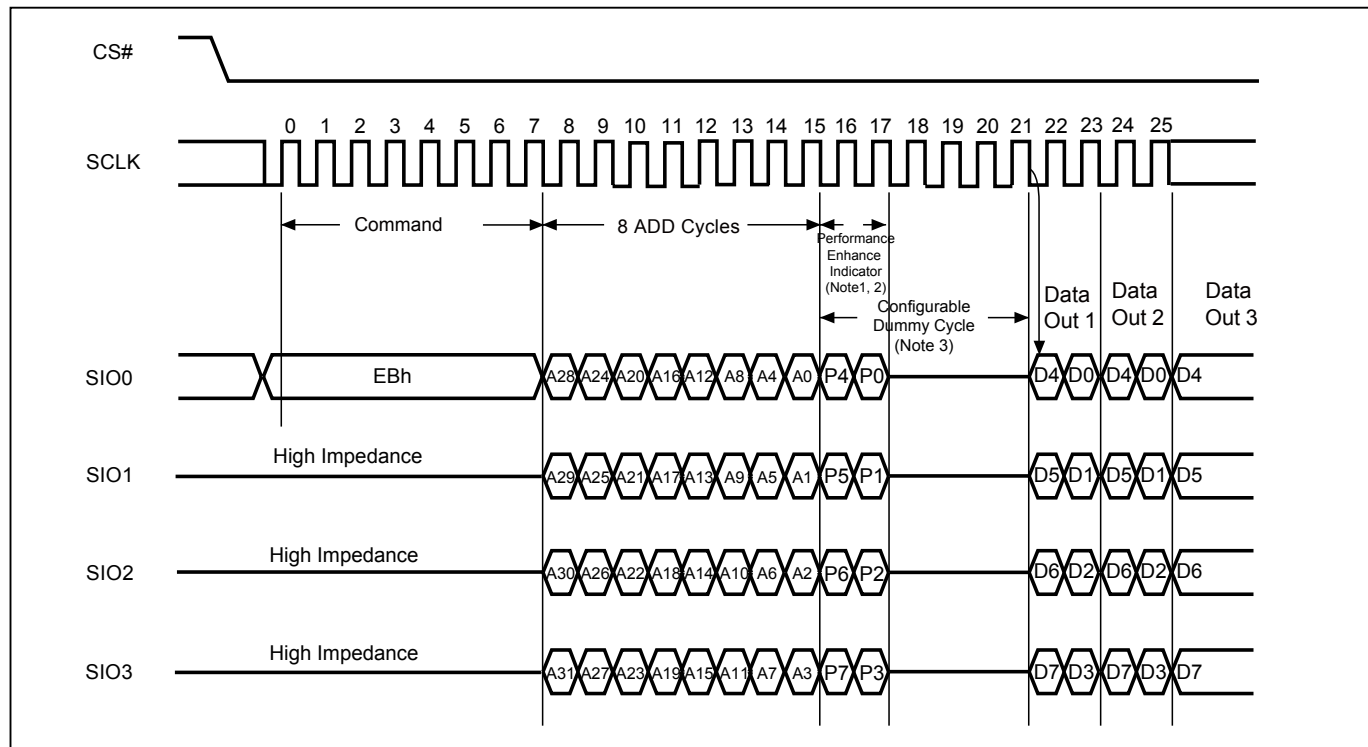 CS#
0 1 2 3 4 5 6 7 8 9 10 11 12 13 14 15 16 17 18 19 20 21 22 23 24 25
SCLK
Command
8 ADD Cycles
Performance
Enhance
Indicator
(Note1, 2)
Configurable
Dummy Cycle
(Note 3)
Data
Out 1
Data
Out 2
Data
Out 3
SIO0
EBh
A28 A24 A20 A16 A12 A8 A4 A0 P4 P0 D4 D0 D4 D0 D4
SIO1
High Impedance
A29 A25 A21 A17 A13 A9 A5 A1 P5 P1 D5 D1 D5 D1 D5
SIO2
High Impedance
A30 A26 A22 A18 A14 A10 A6 A2 P6 P2 D6 D2 D6 D2 D6
SIO3
High Impedance
A31 A27 A23 A19 A15 A11 A7 A3 P7 P3 D7 D3 D7 D3 D7